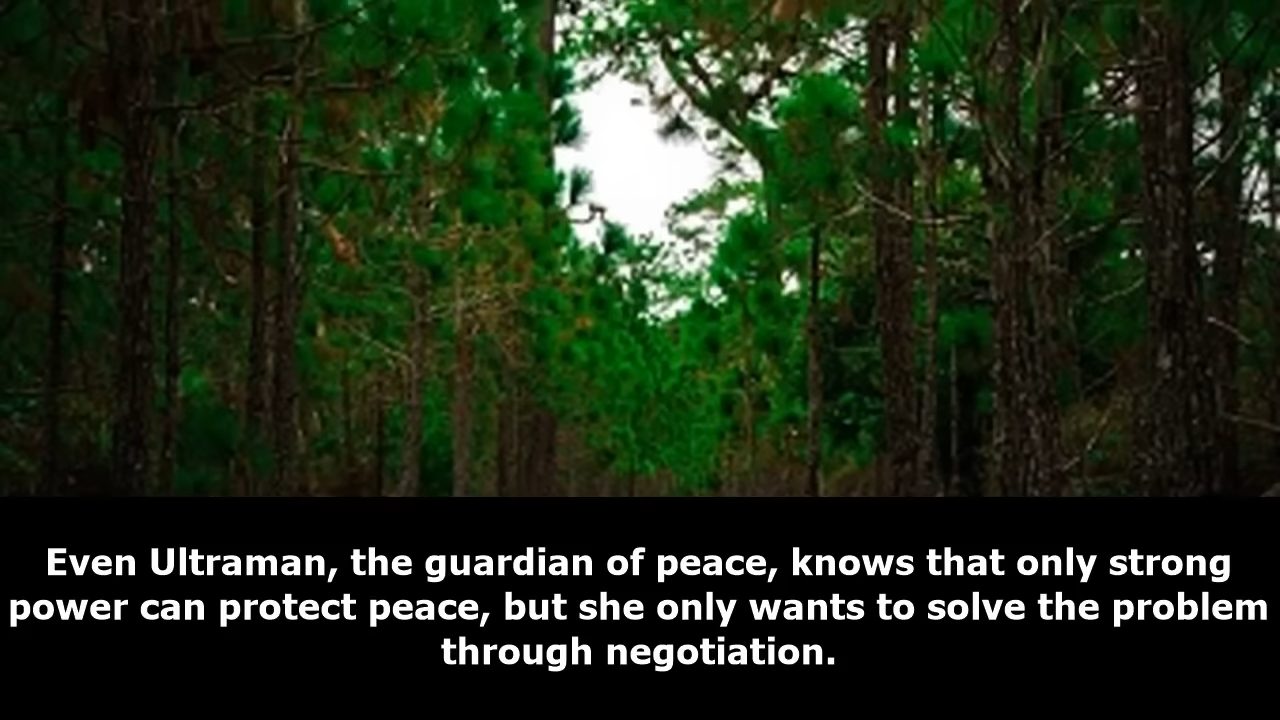 Even Ultraman, the guardian of peace, knows that only strong
power can protect peace, but she only wants to solve the problem
through negotiation.